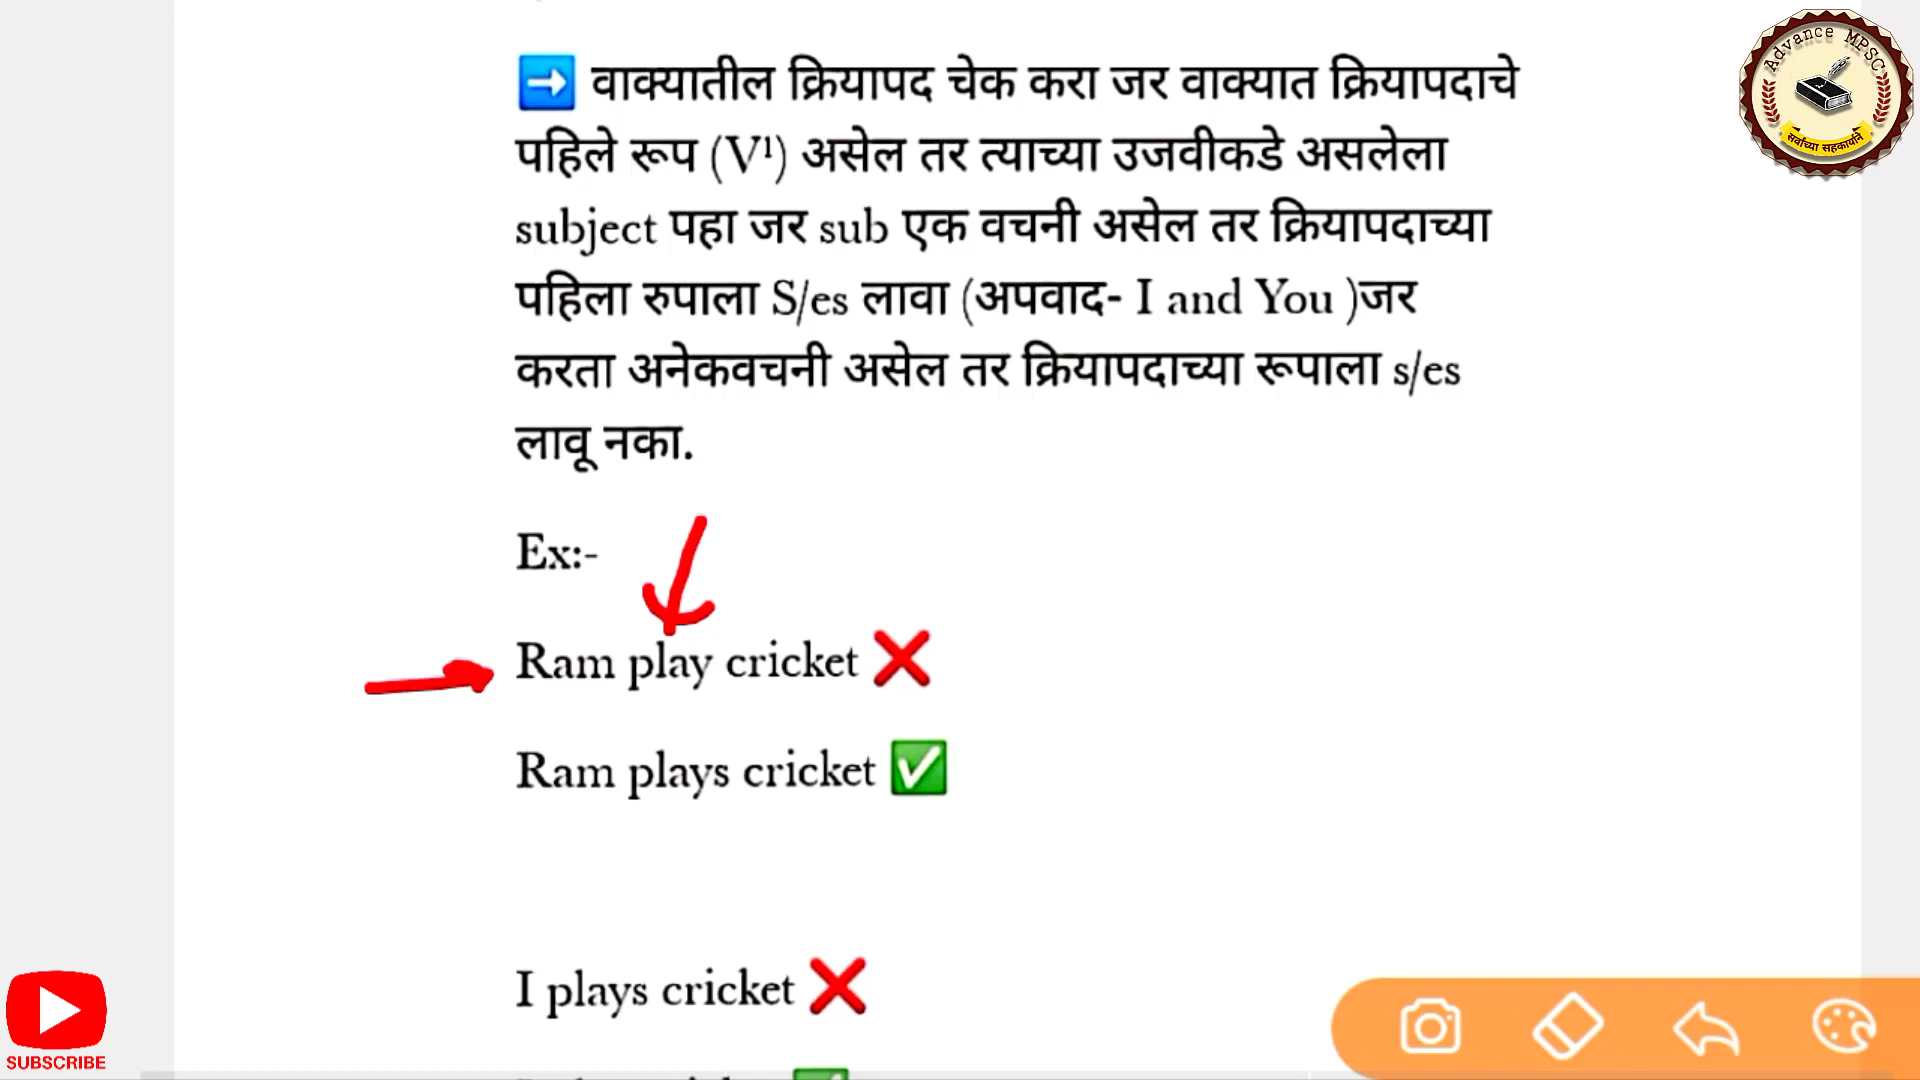 ➡️ वाक्यातील क्रियापद चेक करा जर वाक्यात क्रियापदाचे
पहिले रूप (V¹) असेल तर त्याच्या उजवीकडे असलेला
subject पहा जर sub एक वचनी असेल तर क्रियापदाच्या
पहिला रुपाला S/es लावा (अपवाद- I and You )जर
करता अनेकवचनी असेल तर क्रियापदाच्या रूपाला s/es
लावू नका.
Ex:-
Ram play cricket ❌
Ram plays cricket ✅
I plays cricket ❌
Advance MPSC
सर्वांच्या सहकार्याने
SUBSCRIBE